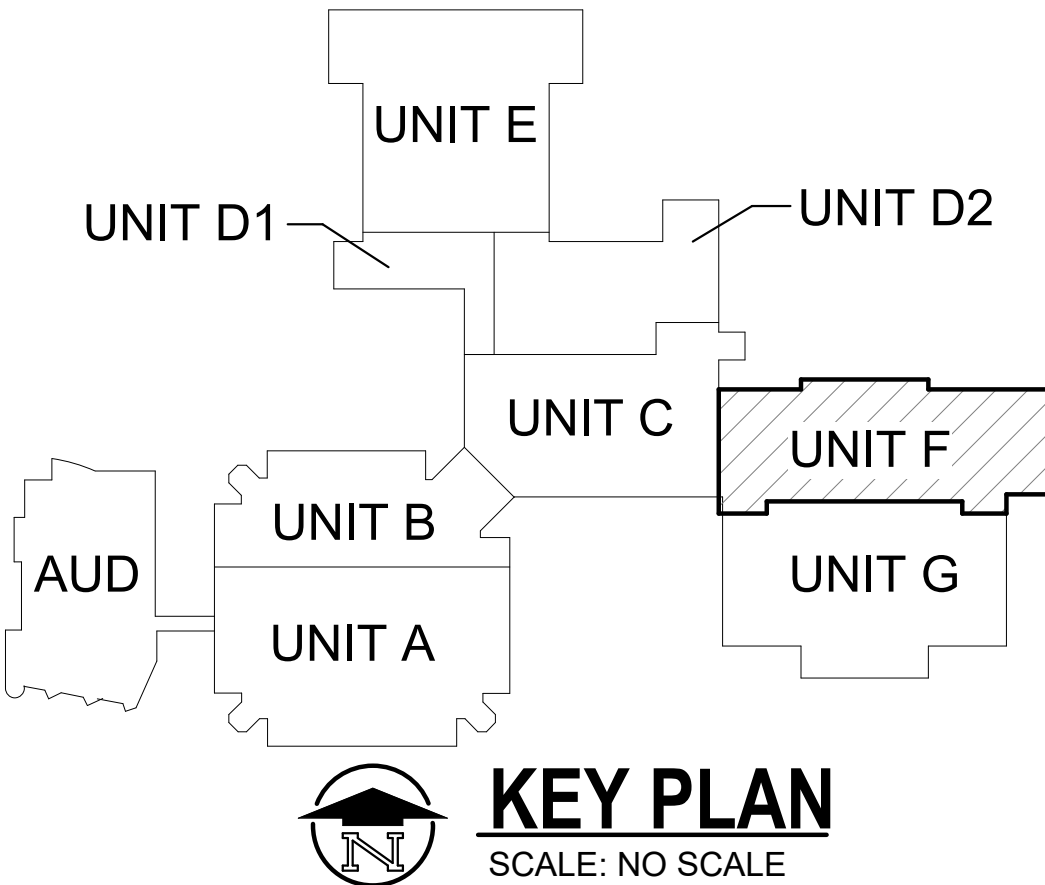 UNIT E
UNIT D1
UNIT D2
UNIT C
UNIT F
UNIT B
AUD
UNIT G
UNIT A
N
KEY PLAN
SCALE: NO SCALE